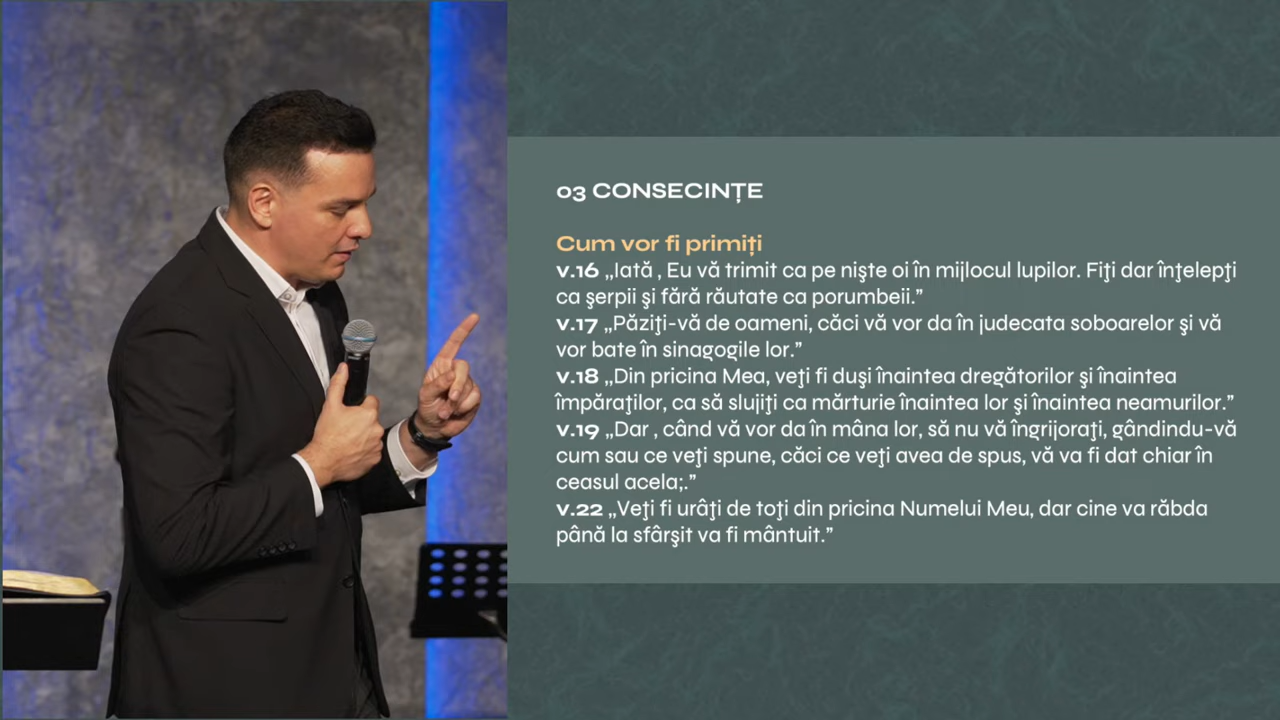 03 CONSECINȚE
Cum vor fi primiți
v.16 „Iată , Eu vă trimit ca pe nişte oi în mijlocul lupilor. Fiţi dar înţelepţi
ca şerpii şi fără răutate ca porumbeii.”
v.17 „Păziţi-vă de oameni, căci vă vor da în judecata soboarelor şi vă
vor bate în sinagogile lor.”
v.18 „Din pricina Mea, veţi fi duşi înaintea dregătorilor şi înaintea
împăraţilor, ca să slujiţi ca mărturie înaintea lor şi înaintea neamurilor.”
v.19 „Dar , când vă vor da în mâna lor, să nu vă îngrijoraţi, gândindu-vă
cum sau ce veţi spune, căci ce veţi avea de spus, vă va fi dat chiar în
ceasul acela;.”
v.22 „Veţi fi urâţi de toţi din pricina Numelui Meu, dar cine va răbda
până la sfârşit va fi mântuit.”